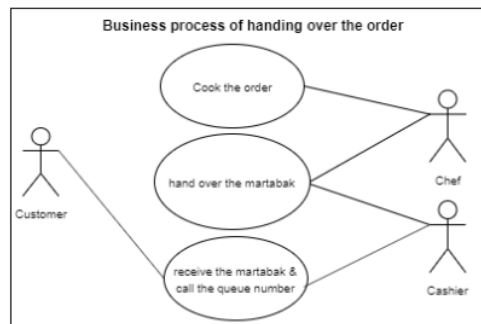 Business process of handing over the order
Cook the order
hand over the martabak
Chef
Customer
receive the martabak &
call the queue number
Cashier